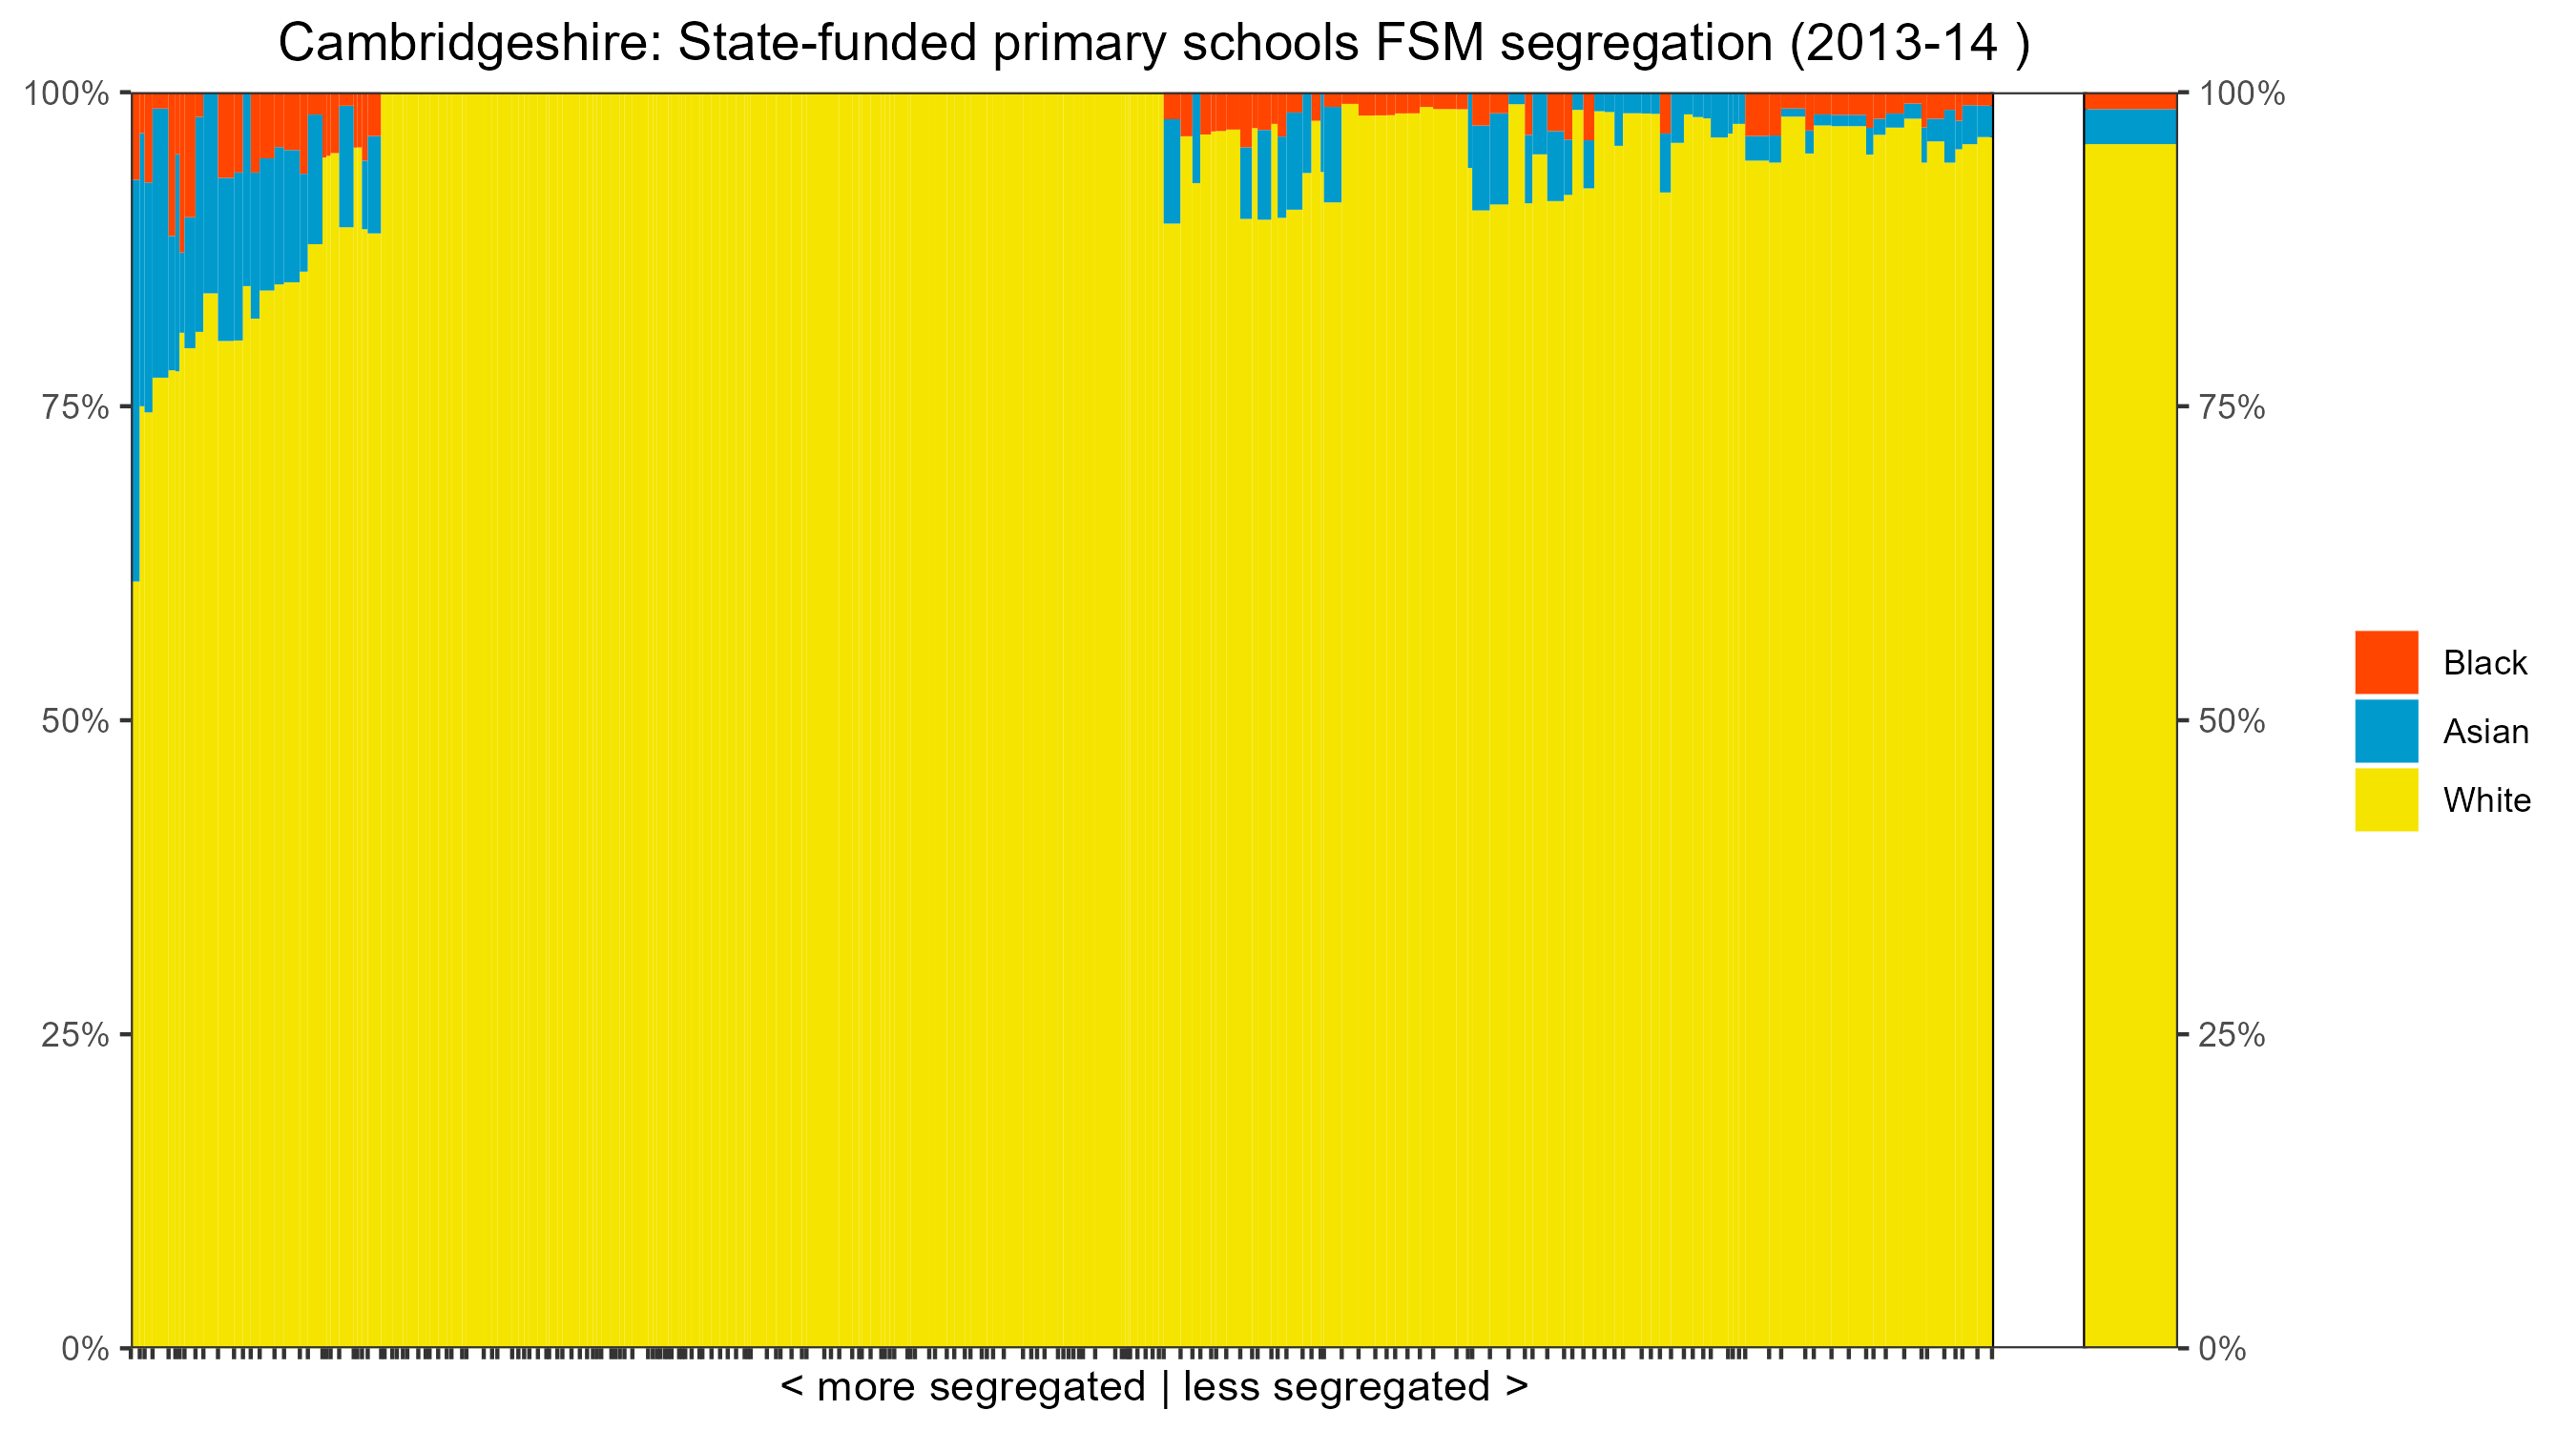 Cambridgeshire: State-funded primary schools FSM segregation (2013-14 )
100%
75%
50%
25%
0%
100%
75%
50%
25%
0%
Black
Asian
White
< more segregated | less segregated >